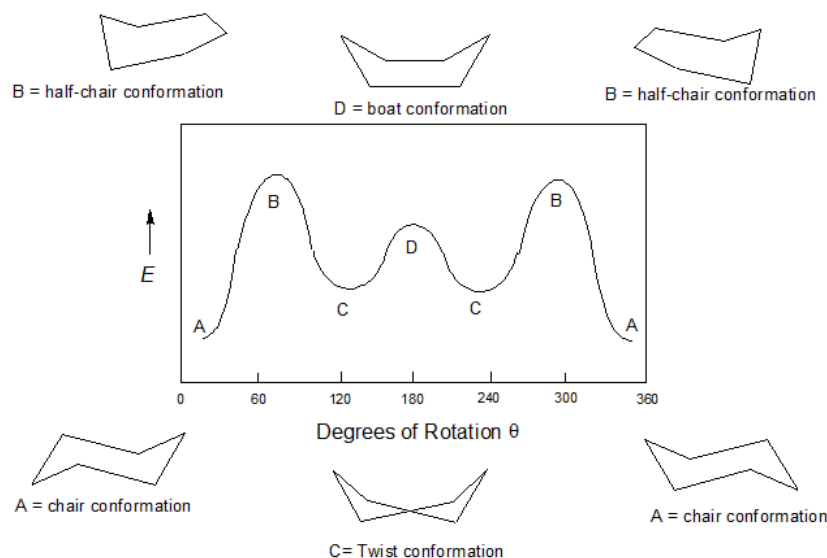 B = half-chair conformation
D = boat conformation
B = half-chair conformation
B
B
D
E
C
C
A
A
0 60 120 180 240 300 360
Degrees of Rotation θ
A = chair conformation
A = chair conformation
C= Twist conformation